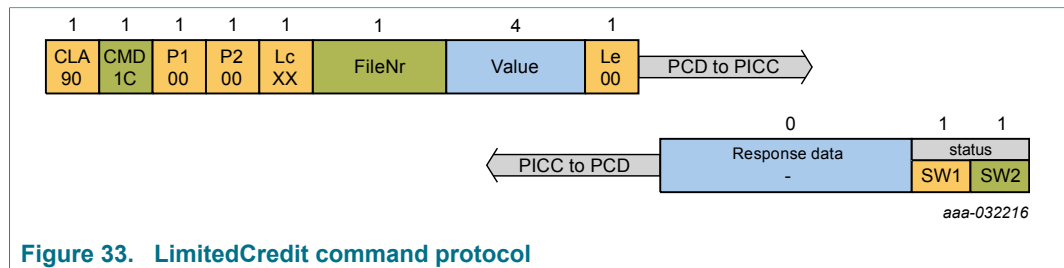 1 1 1 1 1 1 4 1
CLA 90 CMD 1C P1 00 P2 00 Lc XX FileNr Value Le 00 PCD to PICC
0 1 1
PICC to PCD Response data - status SW1 SW2
aaa-032216
Figure 33. LimitedCredit command protocol